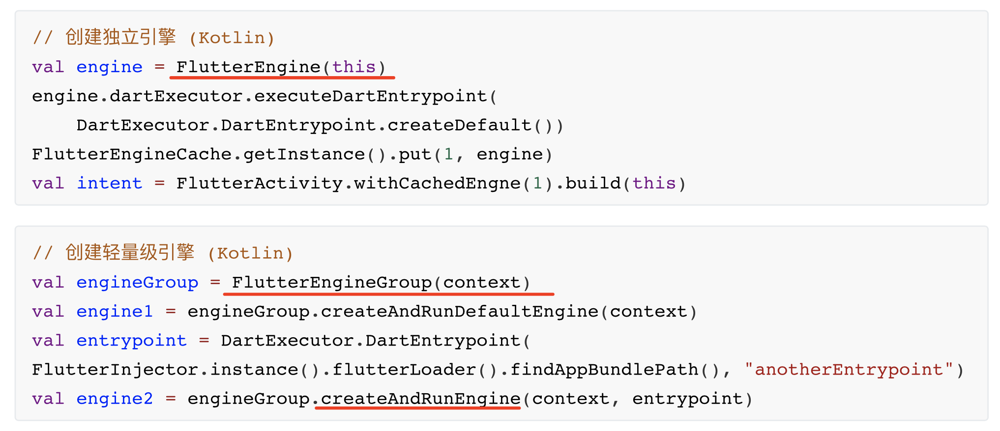 // 创建独立引擎 (Kotlin)
val engine = FlutterEngine(this)
engine.dartExecutor.executeDartEntrypoint(
    DartExecutor.DartEntrypoint.createDefault())
FlutterEngineCache.getInstance().put(1, engine)
val intent = FlutterActivity.withCachedEngne(1).build(this)
// 创建轻量级引擎 (Kotlin)
val engineGroup = FlutterEngineGroup(context)
val engine1 = engineGroup.createAndRunDefaultEngine(context)
val entrypoint = DartExecutor.DartEntrypoint(
FlutterInjector.instance().flutterLoader().findAppBundlePath(), "anotherEntrypoint")
val engine2 = engineGroup.createAndRunEngine(context, entrypoint)